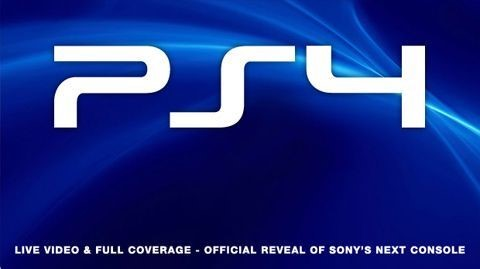 PS4
LIVE VIDEO & FULL COVERAGE - OFFICIAL REVEAL OF SONY'S NEXT CONSOLE